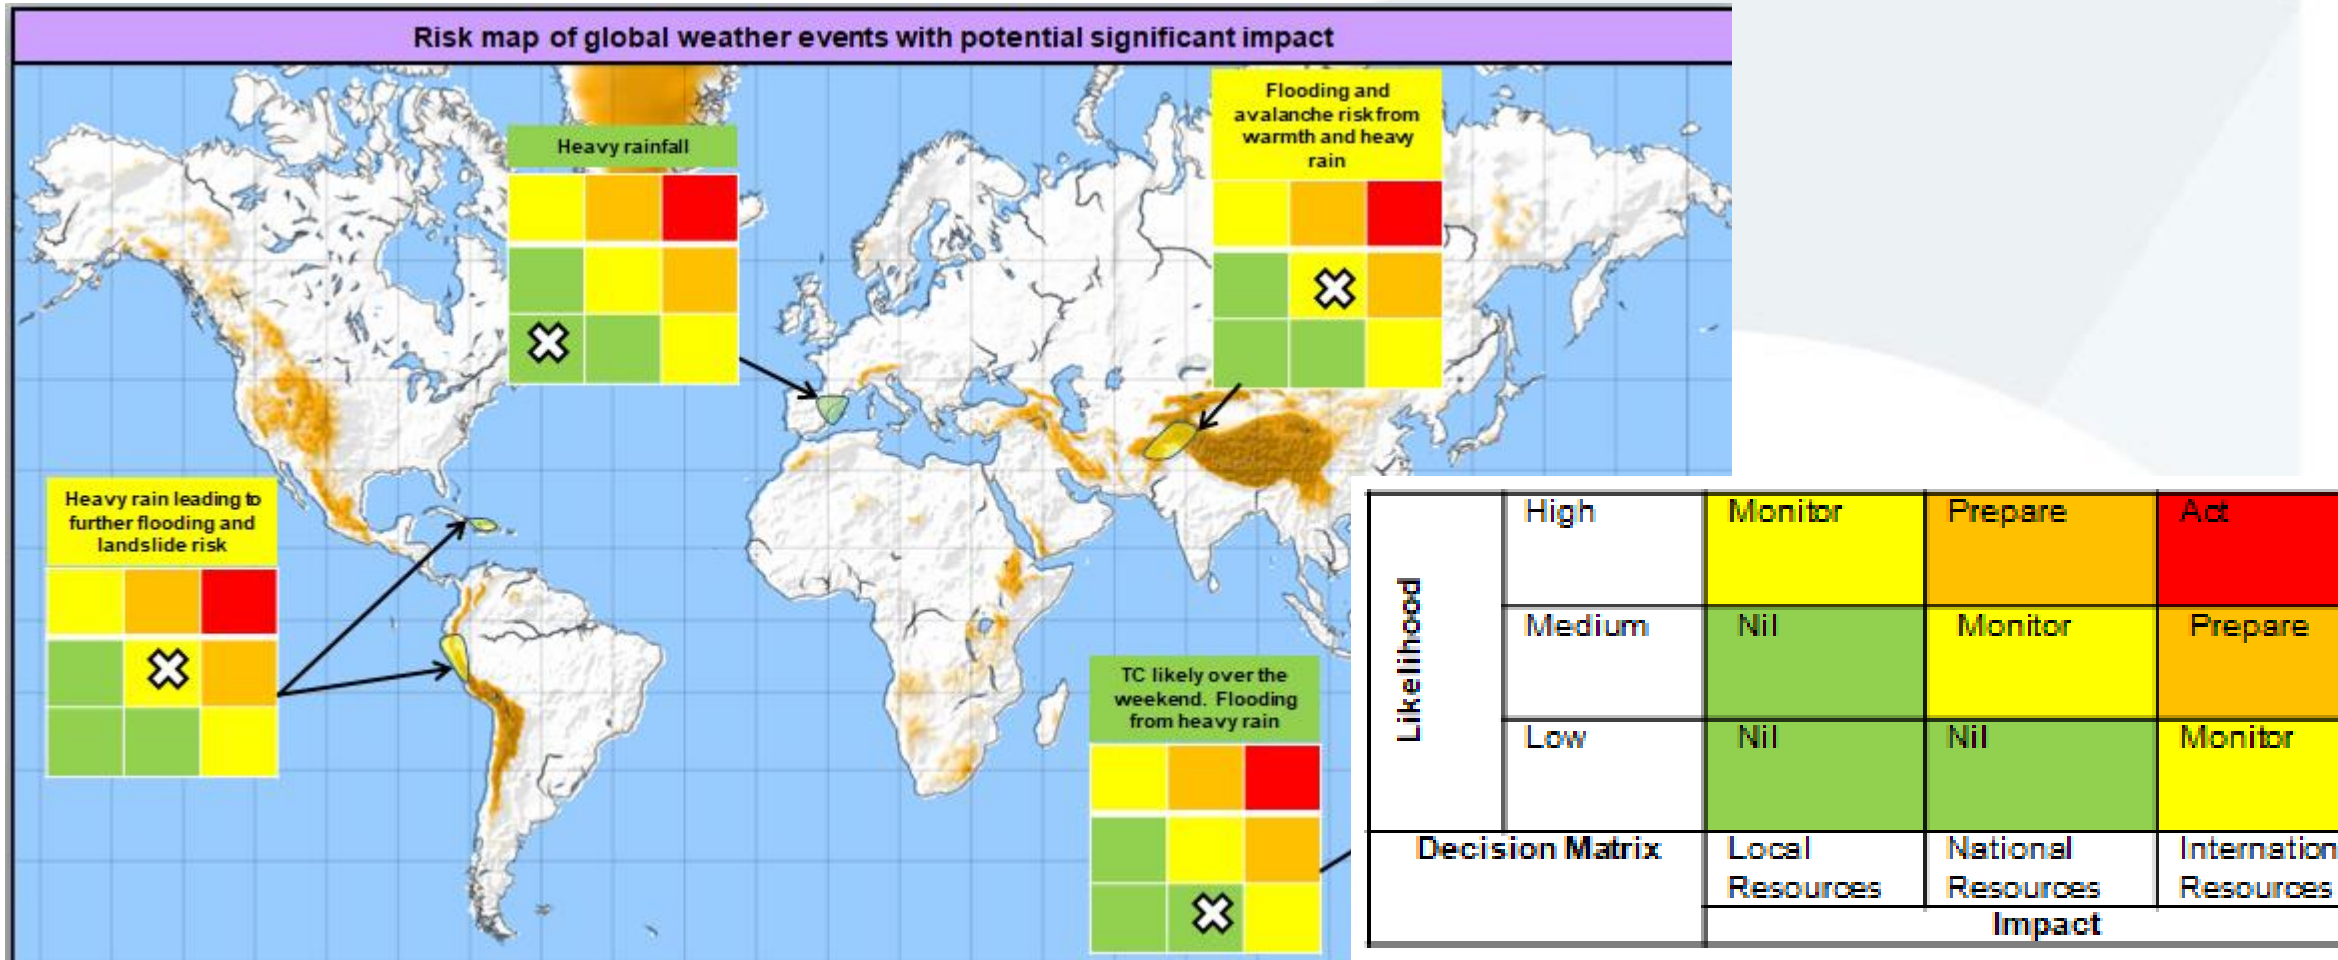 Risk map of global weather events with potential significant impact
Heavy rainfall
Flooding and
avalanche risk from
warmth and heavy
rain
Heavy rain leading to
further flooding and
landslide risk
TC likely over the
weekend. Flooding
from heavy rain
Likelihood
High Monitor Prepare Act
Medium Nil Monitor Prepare
Low Nil Nil Monitor
Decision Matrix Local National Internation
Resources Resources Resources
Impact